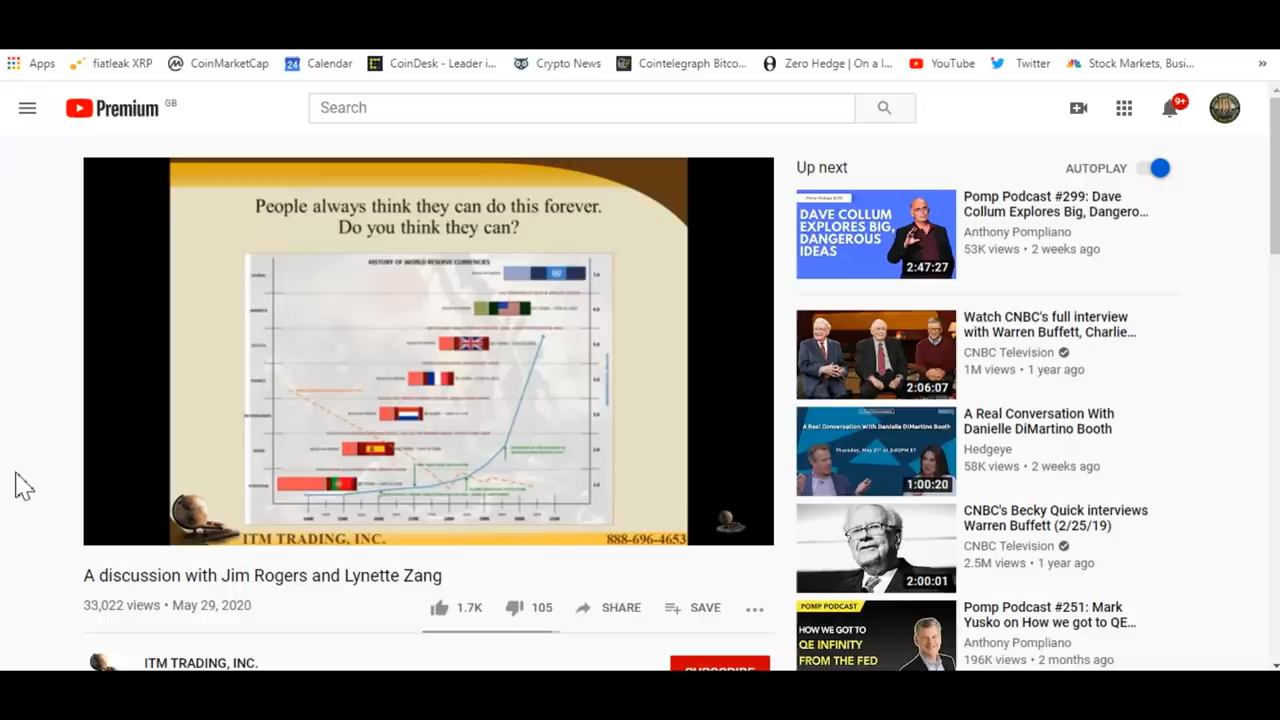 Apps
fiatleak XRP
CoinMarketCap
24 Calendar
CoinDesk - Leader i...
Crypto News
Cointelegraph Bitco...
Zero Hedge | On a l...
YouTube
Twitter
Stock Markets, Busi...
»
Premium GB
Search
9+
People always think they can do this forever.
Do you think they can?
HISTORY OF WORLD RESERVE CURRENCIES
ITM TRADING, INC.
888-696-4653
A discussion with Jim Rogers and Lynette Zang
33,022 views • May 29, 2020
1.7K
105
SHARE
SAVE
ITM TRADING, INC.
SUBSCRIBE
Up next
AUTOPLAY
DAVE COLLUM
EXPLORES BIG,
DANGEROUS
IDEAS
2:47:27
Pomp Podcast #299: Dave
Collum Explores Big, Dangero...
Anthony Pompliano
53K views • 2 weeks ago
2:06:07
Watch CNBC's full interview
with Warren Buffett, Charlie...
CNBC Television
1M views • 1 year ago
A Real Conversation With Danielle DiMartino Booth
1:00:20
A Real Conversation With
Danielle DiMartino Booth
Hedgeye
58K views • 2 weeks ago
2:00:01
CNBC's Becky Quick interviews
Warren Buffett (2/25/19)
CNBC Television
2.5M views • 1 year ago
POMP PODCAST
HOW WE GOT TO
QE INFINITY
FROM THE FED
Pomp Podcast #251: Mark
Yusko on How we got to QE...
Anthony Pompliano
196K views • 2 months ago